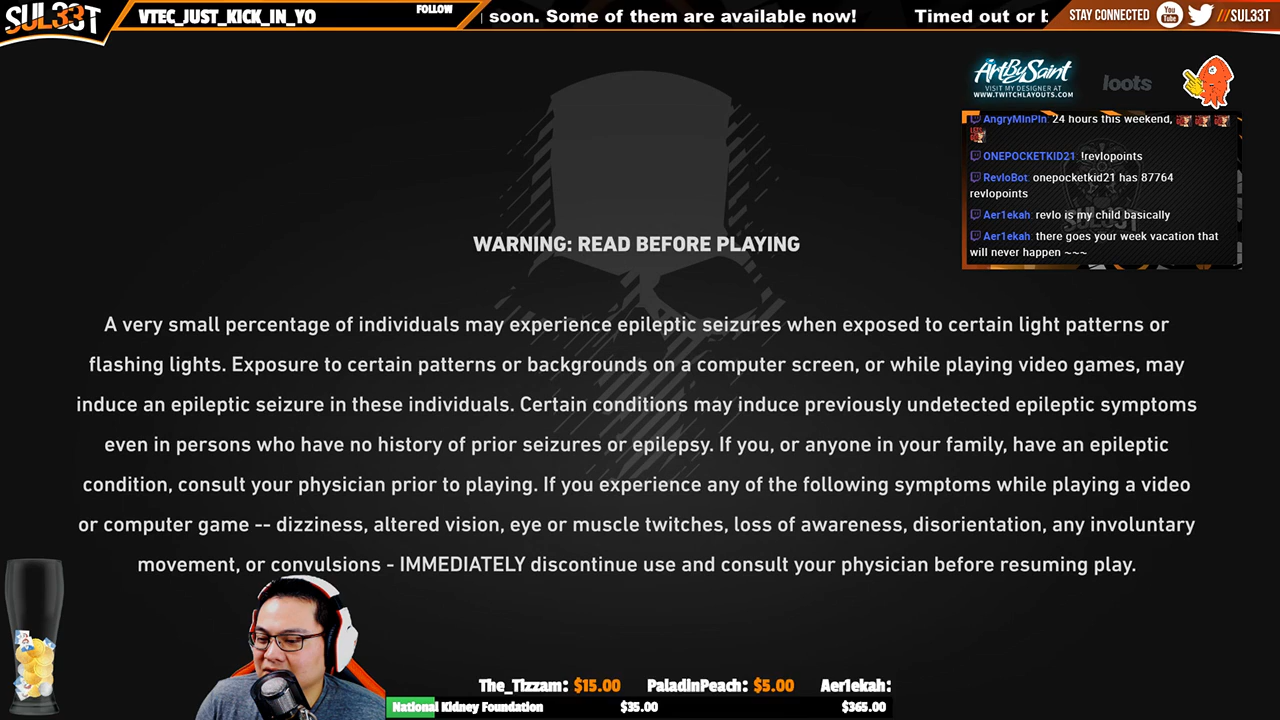 SUL33T
VTEC_JUST_KICK_IN_YO
FOLLOW
soon. Some of them are available now!
Timed out or b
STAY CONNECTED
You Tube
//SUL33T
ArtBySaint
VISIT MY DESIGNER AT
WWW.TWITCHLAYOUTS.COM
loots
AngryMinPin: 24 hours this weekend,
ONEPOCKETKID21: !revlopoints
RevloBot: onepocketkid21 has 87764
revlopoints
Aer1ekah: revlo is my child basically
Aer1ekah: there goes your week vacation that
will never happen ~~~
SUL33T
WARNING: READ BEFORE PLAYING
A very small percentage of individuals may experience epileptic seizures when exposed to certain light patterns or
flashing lights. Exposure to certain patterns or backgrounds on a computer screen, or while playing video games, may
induce an epileptic seizure in these individuals. Certain conditions may induce previously undetected epileptic symptoms
even in persons who have no history of prior seizures or epilepsy. If you, or anyone in your family, have an epileptic
condition, consult your physician prior to playing. If you experience any of the following symptoms while playing a video
or computer game -- dizziness, altered vision, eye or muscle twitches, loss of awareness, disorientation, any involuntary
movement, or convulsions - IMMEDIATELY discontinue use and consult your physician before resuming play.
The_Tizzam: $15.00 PaladinPeach: $5.00 Aer1ekah:
National Kidney Foundation $35.00 $365.00